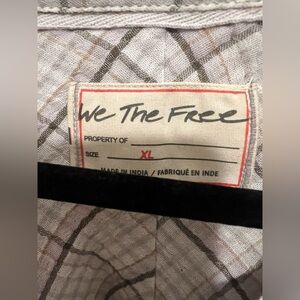 We The Free
PROPERTY OF
SIZE XL
MADE IN INDIA / FABRIQUÉ EN INDE